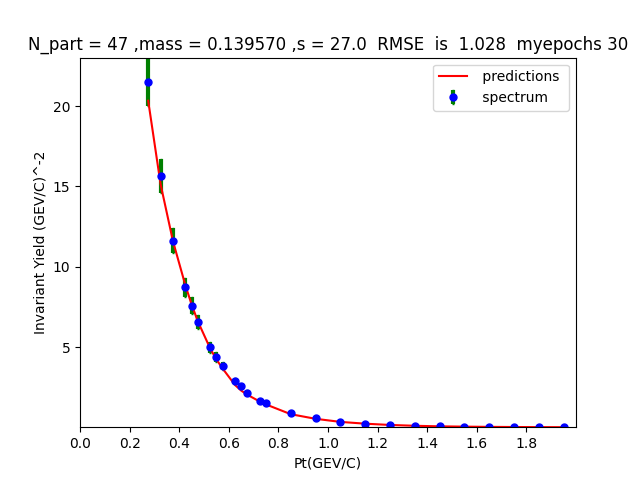 N_part = 47 ,mass = 0.139570 ,s = 27.0  RMSE  is  1.028  myepochs 30
predictions
spectrum
Invariant Yield (GEV/C)^-2
20
15
10
5
0.0 0.2 0.4 0.6 0.8 1.0 1.2 1.4 1.6 1.8
Pt(GEV/C)